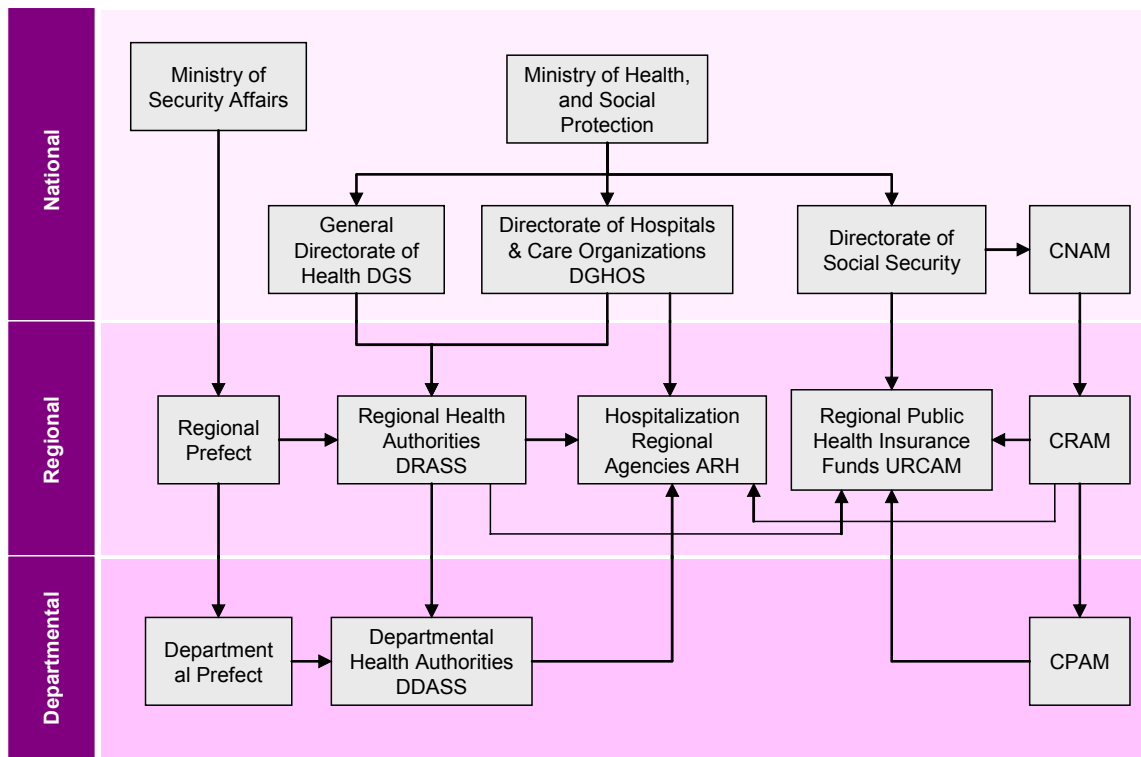 National
Ministry of
Security Affairs
Ministry of Health,
and Social
Protection
General
Directorate of
Health DGS
Directorate of Hospitals
& Care Organizations
DGHOS
Directorate of
Social Security
CNAM
Regional
Regional
Prefect
Regional Health
Authorities
DRASS
Hospitalization
Regional
Agencies ARH
Regional Public
Health Insurance
Funds URCAM
CRAM
Departmental
Department
al Prefect
Departmental
Health Authorities
DDASS
CPAM